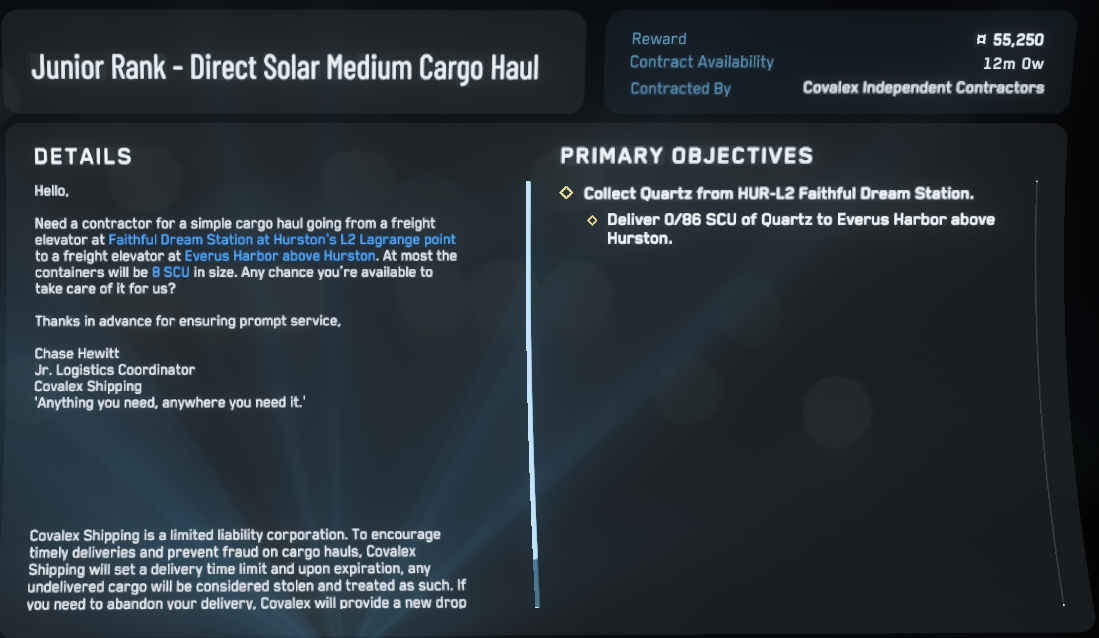 Junior Rank - Direct Solar Medium Cargo Haul
Reward
¤ 55,250
Contract Availability
12m 0w
Contracted By
Covalex Independent Contractors
DETAILS
Hello,
Need a contractor for a simple cargo haul going from a freight
elevator at Faithful Dream Station at Hurston's L2 Lagrange point
to a freight elevator at Everus Harbor above Hurston. At most the
containers will be 8 SCU in size. Any chance you're available to
take care of it for us?
Thanks in advance for ensuring prompt service,
Chase Hewitt
Jr. Logistics Coordinator
Covalex Shipping
'Anything you need, anywhere you need it.'
Covalex Shipping is a limited liability corporation. To encourage
timely deliveries and prevent fraud on cargo hauls, Covalex
Shipping will set a delivery time limit and upon expiration, any
undelivered cargo will be considered stolen and treated as such. If
you need to abandon your delivery, Covalex will provide a new drop
PRIMARY OBJECTIVES
Collect Quartz from HUR-L2 Faithful Dream Station.
Deliver 0/86 SCU of Quartz to Everus Harbor above
Hurston.